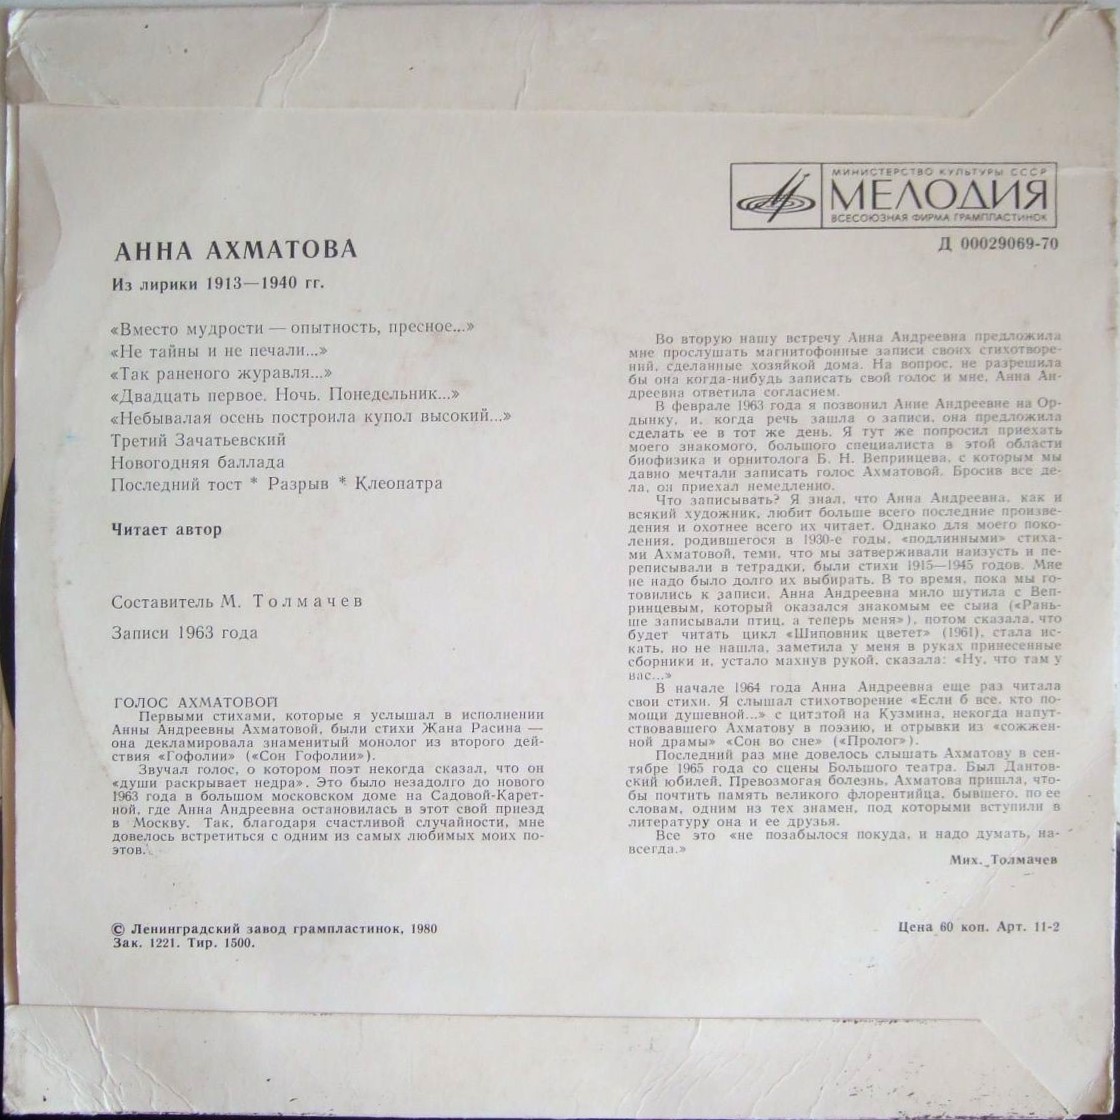 МИНИСТЕРСТВО КУЛЬТУРЫ СССР
МЕЛОДИЯ
ВСЕСОЮЗНАЯ ФИРМА ГРАМПЛАСТИНОК
Д 00029069-70
АННА АХМАТОВА
Из лирики 1913—1940 гг.
«Вместо мудрости — опытность, пресное...»
«Не тайны и не печали...»
«Так раненого журавля...»
«Двадцать первое. Ночь. Понедельник...»
«Небывалая осень построила купол высокий...»
Третий Зачатьевский
Новогодняя баллада
Последний тост * Разрыв * Клеопатра
Читает автор
Составитель М. Толмачев
Записи 1963 года
ГОЛОС АХМАТОВОЙ
Первыми стихами, которые я услышал в исполнении
Анны Андреевны Ахматовой, были стихи Жана Расина —
она декламировала знаменитый монолог из второго дей-
ствия «Гофолии» («Сон Гофолии»).
Звучал голос, о котором поэт некогда сказал, что он
«души раскрывает недра». Это было незадолго до нового
1963 года в большом московском доме на Садовой-Карет-
ной, где Анна Андреевна остановилась в этот свой приезд
в Москву. Так, благодаря счастливой случайности, мне
довелось встретиться с одним из самых любимых моих по-
этов.
Во вторую нашу встречу Анна Андреевна предложила
мне прослушать магнитофонные записи своих стихотворе-
ний, сделанные хозяйкой дома. На вопрос, не разрешила
бы она когда-нибудь записать свой голос и мне, Анна Ан-
дреевна ответила согласием.
В феврале 1963 года я позвонил Анне Андреевне на Ор-
дынку, и, когда речь зашла о записи, она предложила
сделать ее в тот же день. Я тут же попросил приехать
моего знакомого, большого специалиста в этой области
биофизика и орнитолога Б. Н. Вепринцева, с которым мы
давно мечтали записать голос Ахматовой. Бросив все де-
ла, он приехал немедленно.
Что записывать? Я знал, что Анна Андреевна, как и
всякий художник, любит больше всего последние произве-
дения и охотнее всего их читает. Однако для моего поко-
ления, родившегося в 1930-е годы, «подлинными» стиха-
ми Ахматовой, теми, что мы затверживали наизусть и пе-
реписывали в тетрадки, были стихи 1915—1945 годов. Мне
не надо было долго их выбирать. В то время, пока мы го-
товились к записи, Анна Андреевна мило шутила с Веп-
ринцевым, который оказался знакомым ее сына («Рань-
ше записывали птиц, а теперь меня»), потом сказала, что
будет читать цикл «Шиповник цветет» (1961), стала ис-
кать, но не нашла, заметила у меня в руках принесенные
сборники и, устало махнув рукой, сказала: «Ну, что там у
вас...»
В начале 1964 года Анна Андреевна еще раз читала
свои стихи. Я слышал стихотворение «Если б все, кто по-
мощи душевной...» с цитатой на Кузмина, некогда напут-
ствовавшего Ахматову в поэзию, и отрывки из «сожжен-
ной драмы» «Сон во сне» («Пролог»).
Последний раз мне довелось слышать Ахматову в сен-
тябре 1965 года со сцены Большого театра. Был Дантов-
ский юбилей, Превозмогая болезнь, Ахматова пришла, что-
бы почтить память великого флорентийца, бывшего, по ее
словам, одним из тех знамен, под которыми вступили в
литературу она и ее друзья.
Все это «не позабылось покуда, и надо думать, на-
всегда.»
Мих. Толмачев
© Ленинградский завод грампластинок, 1980
Зак. 1221. Тир. 1500.
Цена 60 коп. Арт. 11-2